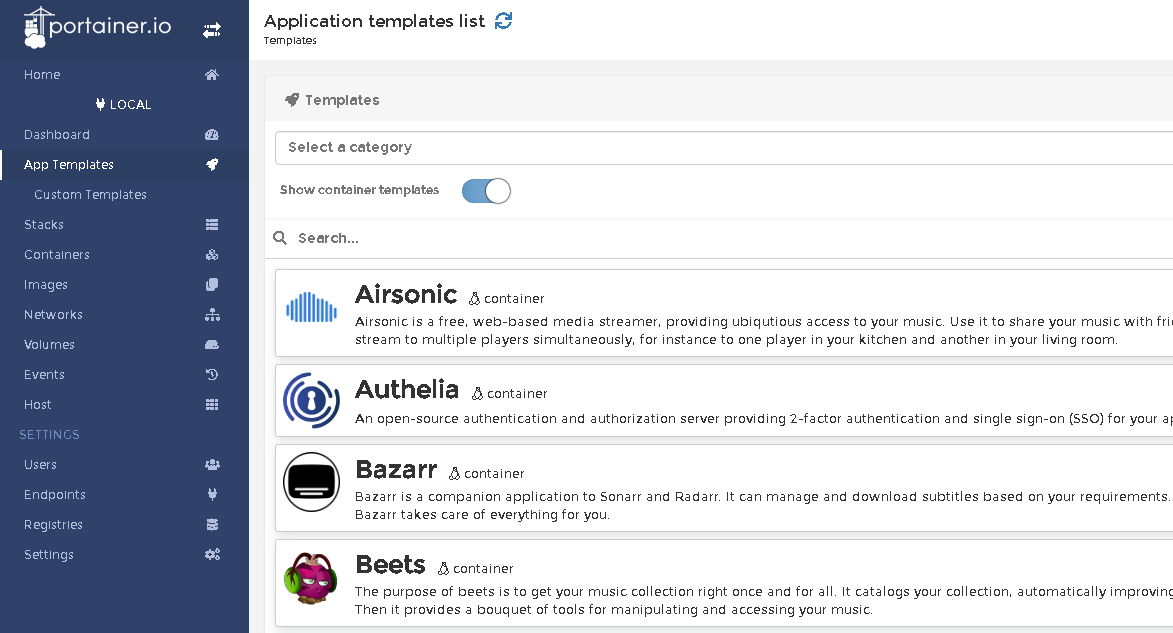 portainer.io
Home
LOCAL
Dashboard
App Templates
Custom Templates
Stacks
Containers
Images
Networks
Volumes
Events
Host
SETTINGS
Users
Endpoints
Registries
Settings
Application templates list
Templates
Templates
Select a category
Show container templates
Search...
Airsonic container
Airsonic is a free, web-based media streamer, providing ubiqutious access to your music. Use it to share your music with
stream to multiple players simultaneously, for instance to one player in your kitchen and another in your living room.
Authelia container
An open-source authentication and authorization server providing 2-factor authentication and single sign-on (SSO) for your
Bazarr container
Bazarr is a companion application to Sonarr and Radarr. It can manage and download subtitles based on your requirements.
Bazarr takes care of everything for you.
Beets container
The purpose of beets is to get your music collection right once and for all. It catalogs your collection, automatically improving
Then it provides a bouquet of tools for manipulating and accessing your music.